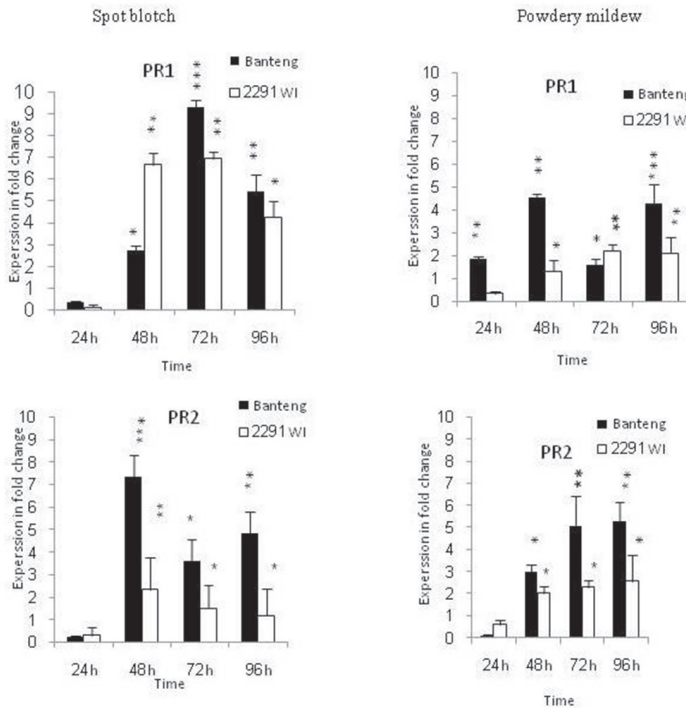 Spot blotch
Powdery mildew
PR1
Banteng
2291 WI
Experssion in fold change
10
9
8
7
6
5
4
3
2
1
0
24h 48h 72h 96h
Time
* ** *** ** ** *
PR1
Banteng
2291 WI
Experssion in fold change
10
9
8
7
6
5
4
3
2
1
0
24h 48h 72h 96h
Time
** ** * * ** *** **
PR2
Banteng
2291 WI
Experssion in fold change
10
9
8
7
6
5
4
3
2
1
0
24h 48h 72h 96h
Time
*** ** * * ** *
PR2
Banteng
2291 WI
Experssion in fold change
10
9
8
7
6
5
4
3
2
1
0
24h 48h 72h 96h
Time
* * ** * ** *